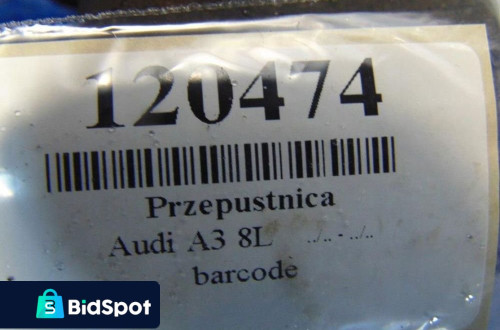 120474
Przepustnica
Audi A3 8L ../.. - ../..
barcode
BidSpot